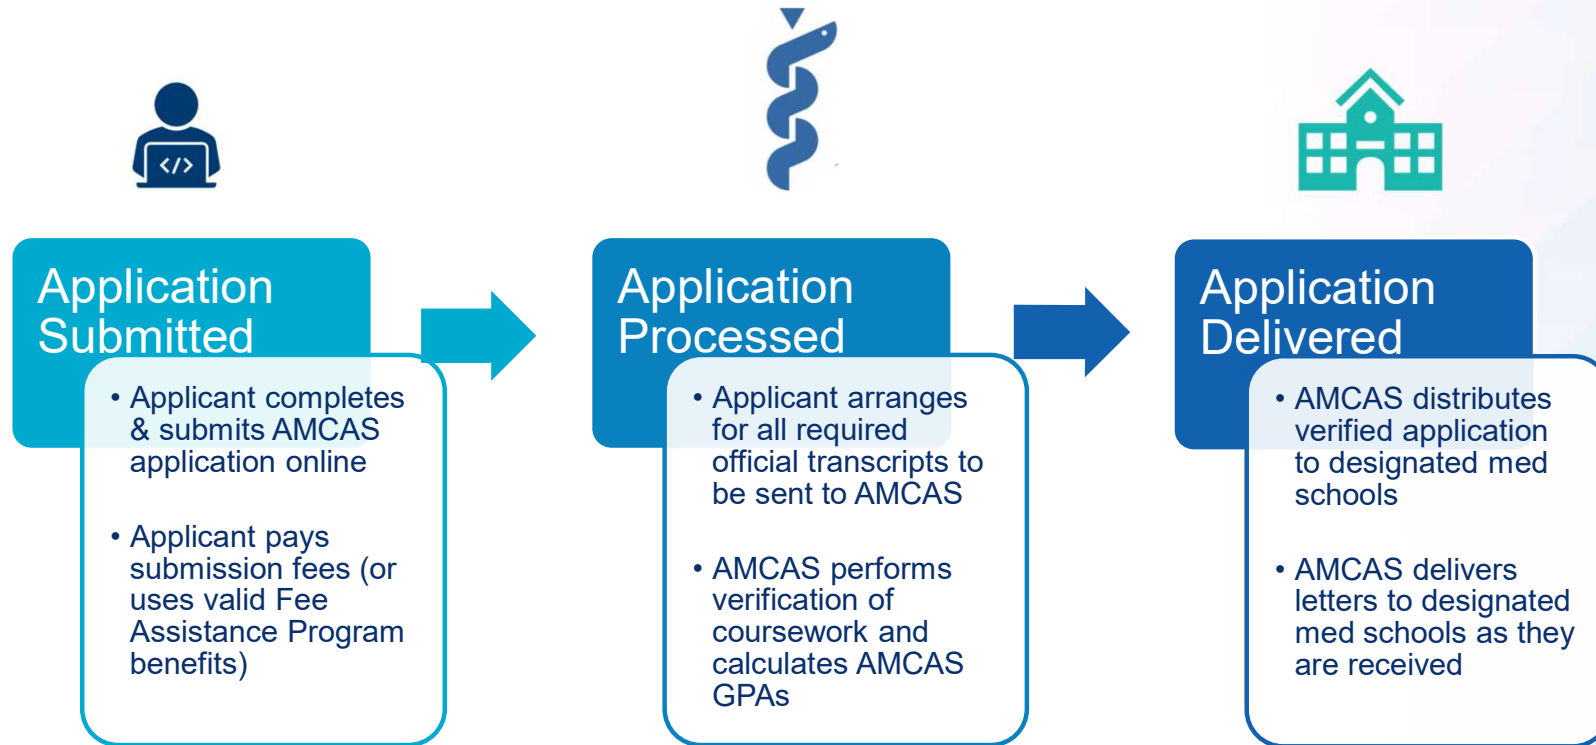 </>
Application
Submitted
• Applicant completes
& submits AMCAS
application online
• Applicant pays
submission fees (or
uses valid Fee
Assistance Program
benefits)
Application
Processed
• Applicant arranges
for all required
official transcripts to
be sent to AMCAS
• AMCAS performs
verification of
coursework and
calculates AMCAS
GPAs
Application
Delivered
• AMCAS distributes
verified application
to designated med
schools
• AMCAS delivers
letters to designated
med schools as they
are received